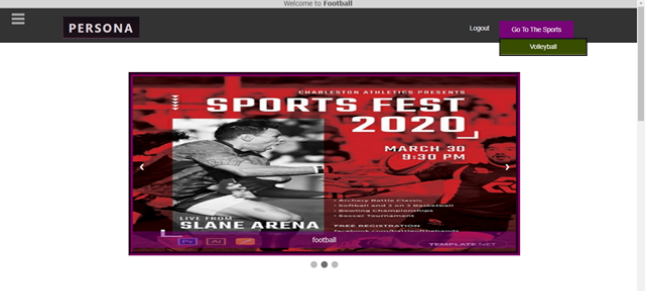 Welcome to Football
PERSONA
Logout
Go To The Sports
Volleyball
CHARLESTON ATHLETICS PRESENTS
SPORTS FEST
2020
MARCH 30
9:30 PM
• Archery Battle Classic
• Softball and 3 on 3 Basketball
• Bowling Championships
• Soccer Tournament
LIVE FROM
SLANE ARENA
FREE REGISTRATION
Ps
Ai
football
TEMPLATE.NET